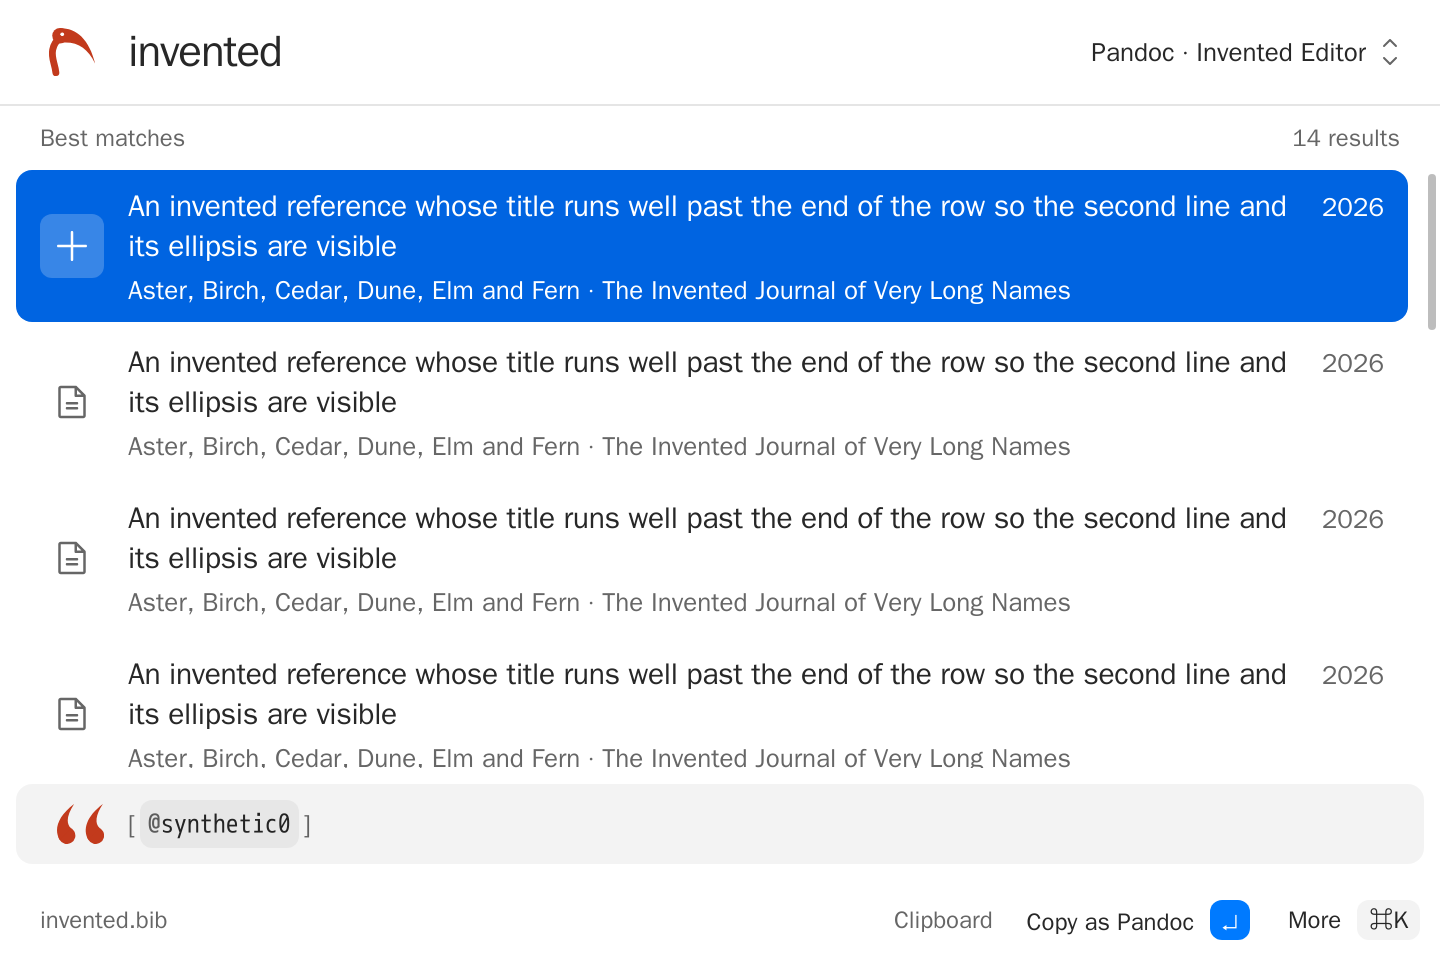 invented
Pandoc · Invented Editor
Best matches
14 results
An invented reference whose title runs well past the end of the row so the second line and
its ellipsis are visible
2026
Aster, Birch, Cedar, Dune, Elm and Fern · The Invented Journal of Very Long Names
An invented reference whose title runs well past the end of the row so the second line and
its ellipsis are visible
2026
Aster, Birch, Cedar, Dune, Elm and Fern · The Invented Journal of Very Long Names
An invented reference whose title runs well past the end of the row so the second line and
its ellipsis are visible
2026
Aster, Birch, Cedar, Dune, Elm and Fern · The Invented Journal of Very Long Names
An invented reference whose title runs well past the end of the row so the second line and
its ellipsis are visible
2026
Aster, Birch, Cedar, Dune, Elm and Fern · The Invented Journal of Very Long Names
[@synthetic0]
invented.bib
Clipboard
Copy as Pandoc
More ⌘K